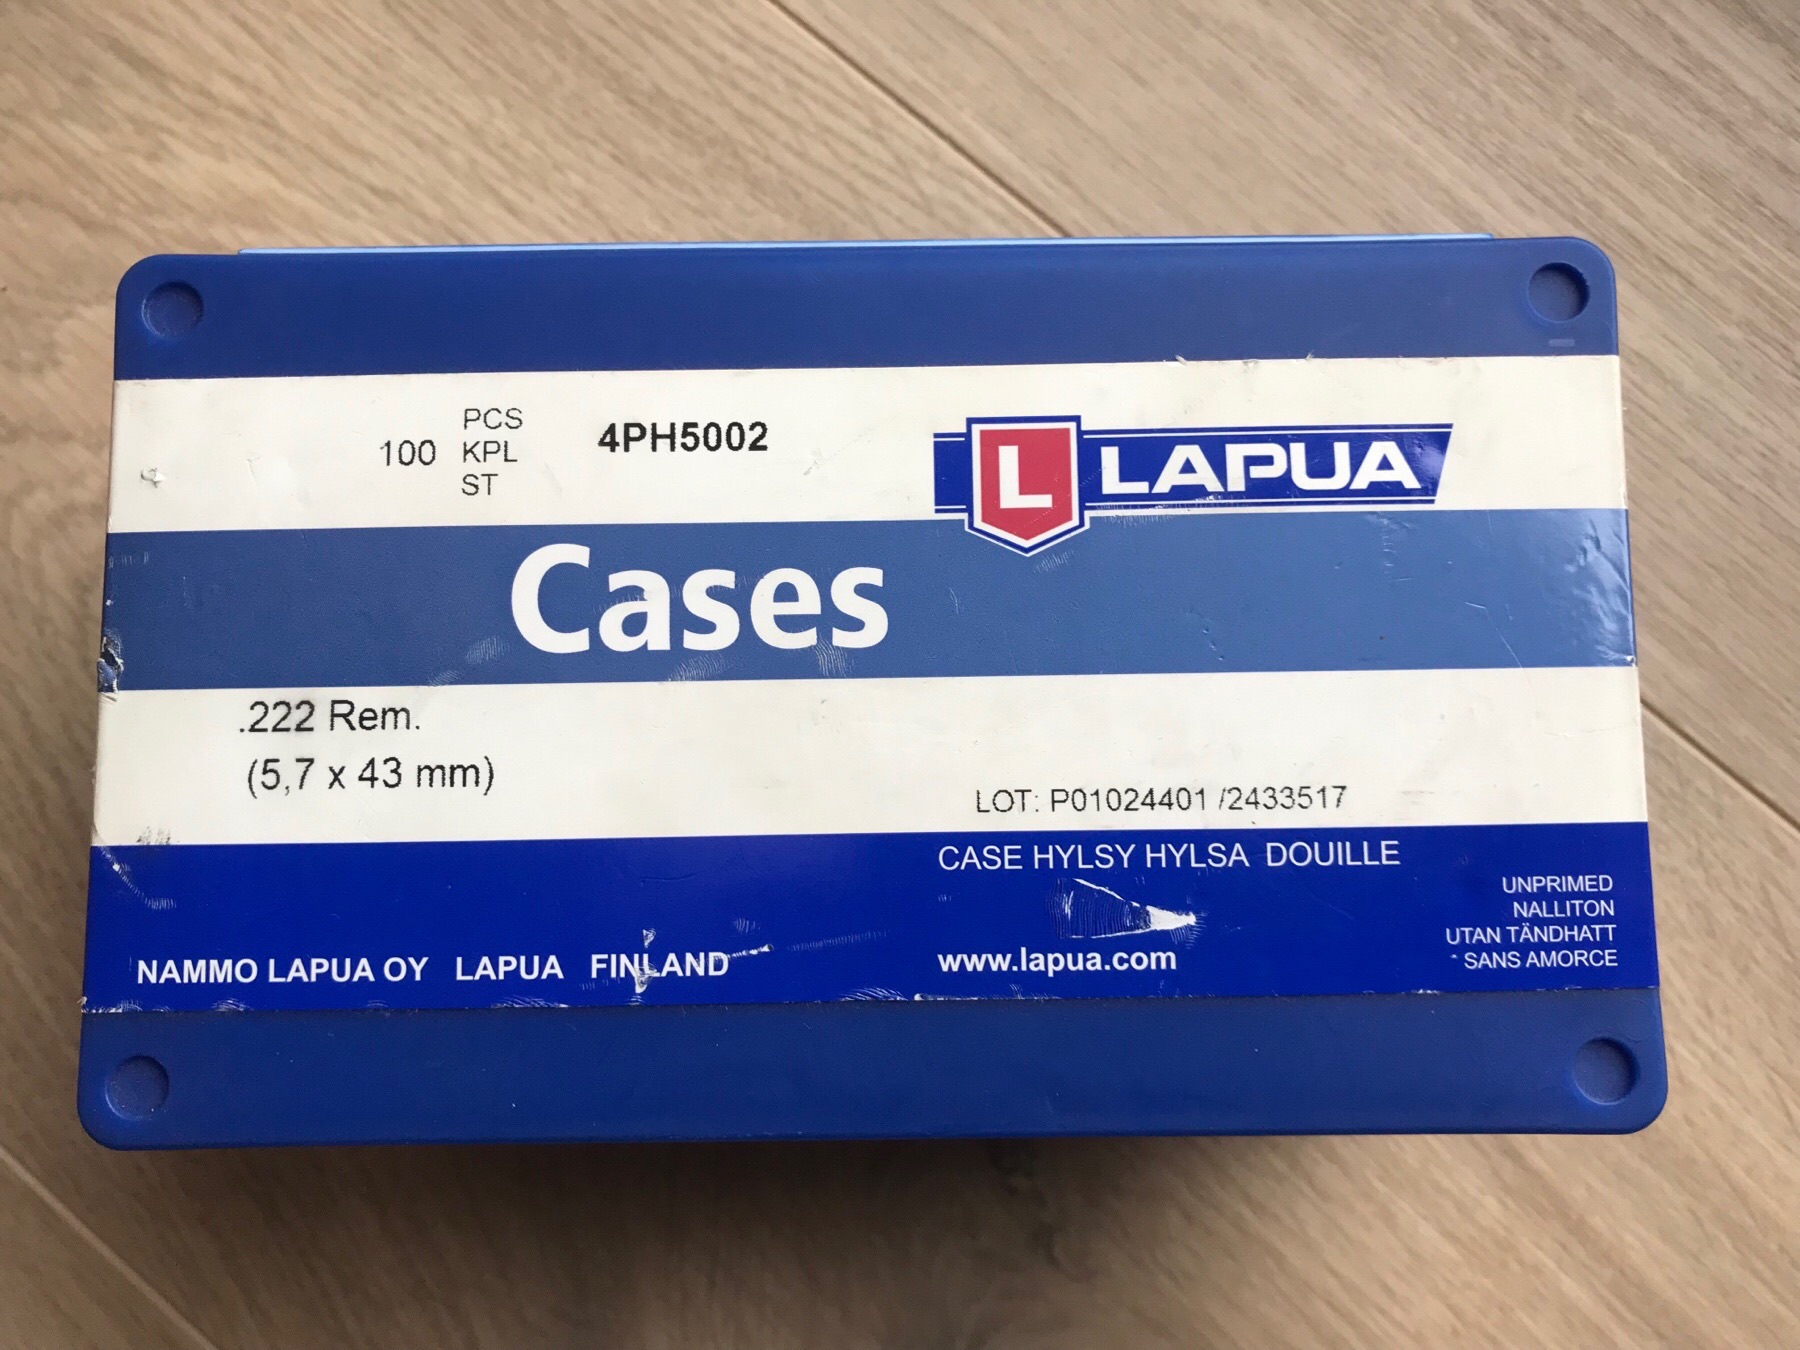 PCS
100 KPL
ST
4PH5002
L LAPUA
Cases
.222 Rem.
(5,7 x 43 mm)
LOT: P01024401 /2433517
CASE HYLSY HYLSA DOUILLE
UNPRIMED
NALLITON
UTAN TÄNDHATT
SANS AMORCE
NAMMO LAPUA OY LAPUA FINLAND
www.lapua.com